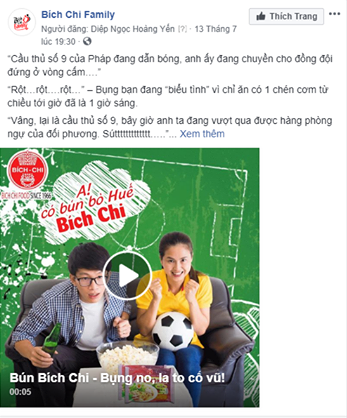 Bích Chi Family
Thích Trang
Người đăng: Diệp Ngọc Hoàng Yến [?] · 13 Tháng 7
lúc 19:30 ·
“Cầu thủ số 9 của Pháp đang dẫn bóng, anh ấy đang chuyền cho đồng đội
đứng ở vòng cấm….”
“Rột…rột….rột…” – Bụng bạn đang “biểu tình” vì chỉ ăn 1 chén cơm từ
chiều tới giờ đã là 1 giờ sáng.
“Vâng, lại là cầu thủ số 9, bây giờ anh ta đang vượt qua được hàng phòng
ngự của đối phương. Súttttttttttttt…..”... Xem thêm
BÍCH-CHI
BICH CHI FOOD SINCE 1966
A!
có bún bò Huế
Bích Chi
Bún Bích Chi - Bụng no, la to cổ vũ!
00:05